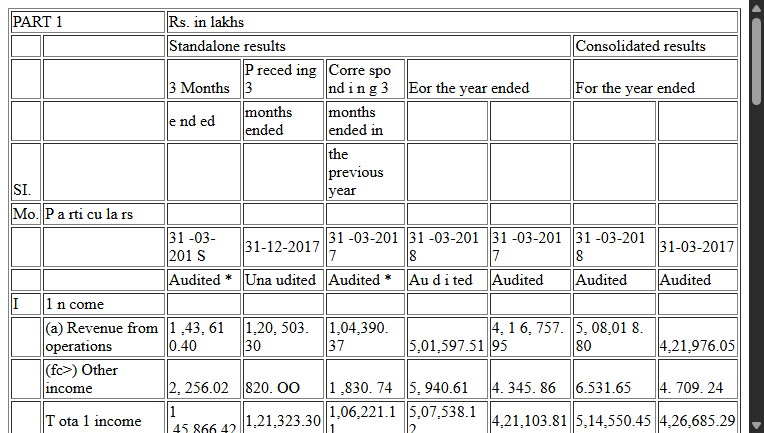 PART 1 Rs. in lakhs
Standalone results Consolidated results
3 Months P reced ing 3 Corre spo nd i n g 3 Eor the year ended For the year ended
e nd ed months ended months ended in
SI. the previous year
Mo. P a rti cu la rs
31 -03-201 S 31-12-2017 31 -03-201 7 31 -03-201 8 31 -03-201 7 31 -03-201 8 31-03-2017
Audited * Una udited Audited * Au d i ted Audited Audited Audited
I 1 n come
(a) Revenue from operations 1 ,43, 61 0.40 1,20, 503. 30 1,04,390. 37 5,01,597.51 4, 1 6, 757. 95 5, 08,01 8. 80 4,21,976.05
(fc>) Other income 2, 256.02 820. OO 1 ,830. 74 5, 940.61 4. 345. 86 6.531.65 4. 709. 24
T ota 1 income 1 45,866.42 1,21,323.30 1,06,221.1 1 5,07,538.1 2 4,21,103.81 5,14,550.45 4,26,685.29